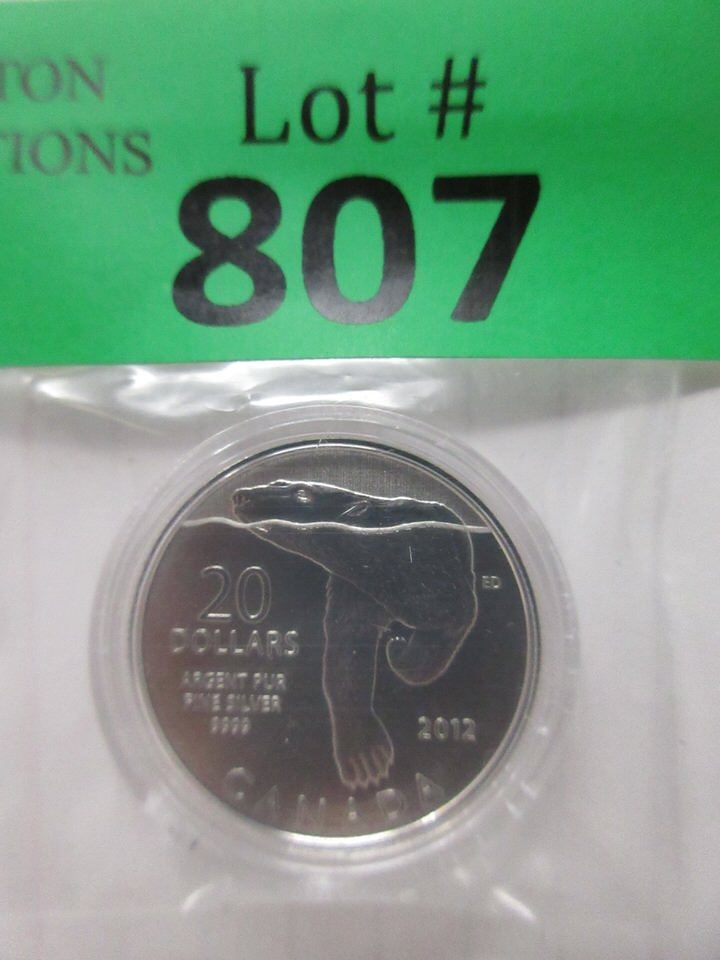 TON
TIONS
Lot #
807
20
DOLLARS
ARGENT PUR
FINE SILVER
9999
ED
2012
CANADA